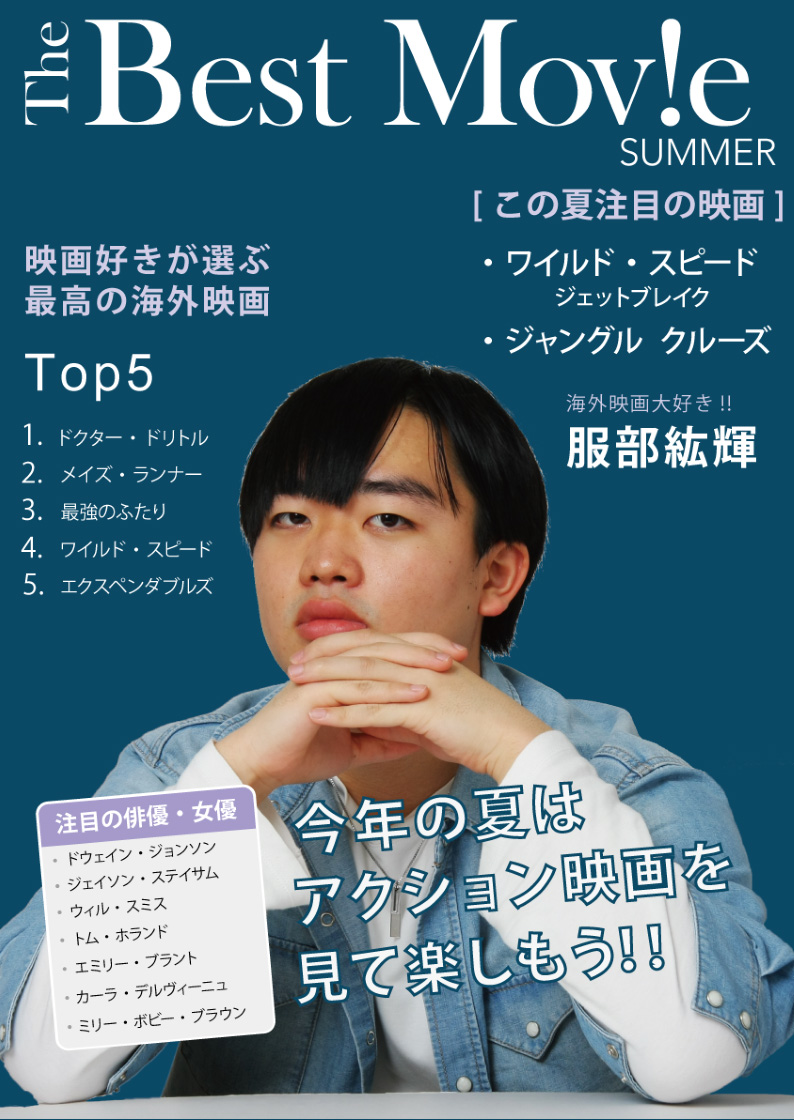 The Best Mov!e
SUMMER
[ この夏注目の映画 ]
・ワイルド・スピード
ジェットブレイク
・ジャングル クルーズ
映画好きが選ぶ
最高の海外映画
Top5
1. ドクター・ドリトル
2. メイズ・ランナー
3. 最強のふたり
4. ワイルド・スピード
5. エクスペンダブルズ
海外映画大好き!!
服部紘輝
注目の俳優・女優
・ドウェイン・ジョンソン
・ジェイソン・ステイサム
・ウィル・スミス
・トム・ホランド
・エミリー・ブラント
・カーラ・デルヴィーニュ
・ミリー・ボビー・ブラウン
今年の夏は
アクション映画を
見て楽しもう!!